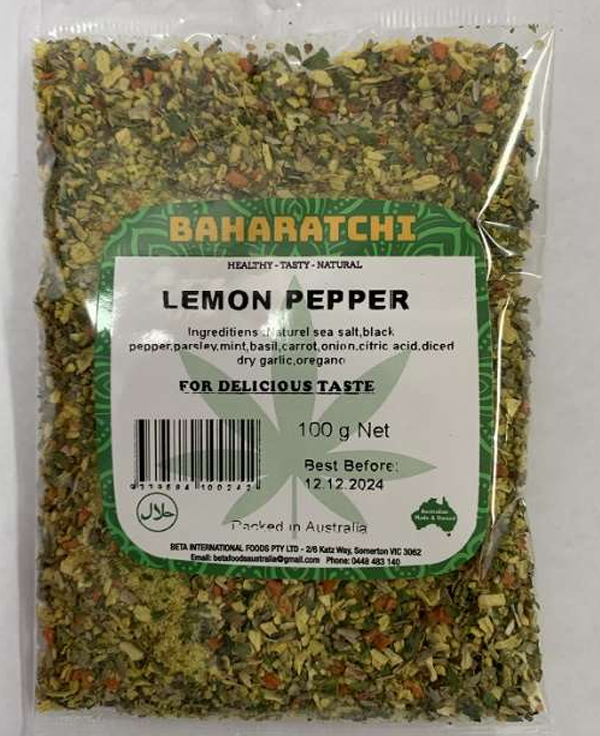 BAHARATCHI
HEALTHY - TASTY - NATURAL
LEMON PEPPER
Ingreditiens :Naturel sea salt,black
pepper,parsley,mint,basil,carrot,onion,citric acid,diced
dry garlic,oregano
FOR DELICIOUS TASTE
100 g Net
Best Before:
12.12.2024
حلال
Packed in Australia
Australian
Made & Owned
BETA INTERNATIONAL FOODS PTY LTD - 2/6 Katz Way, Somerton VIC 3062
Email: betafoodsaustralia@gmail.com Phone: 0448 483 140